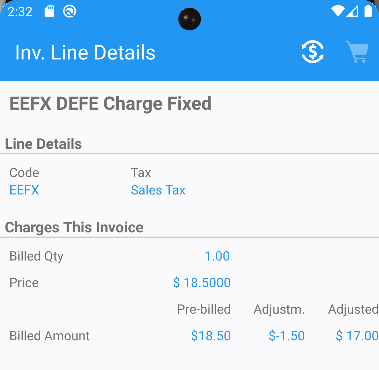 2:32
Inv. Line Details
EEFX DEFE Charge Fixed
Line Details
Code Tax
EEFX Sales Tax
Charges This Invoice
Billed Qty 1.00
Price $ 18.5000
Pre-billed Adjustm. Adjusted
Billed Amount $18.50 $-1.50 $ 17.00